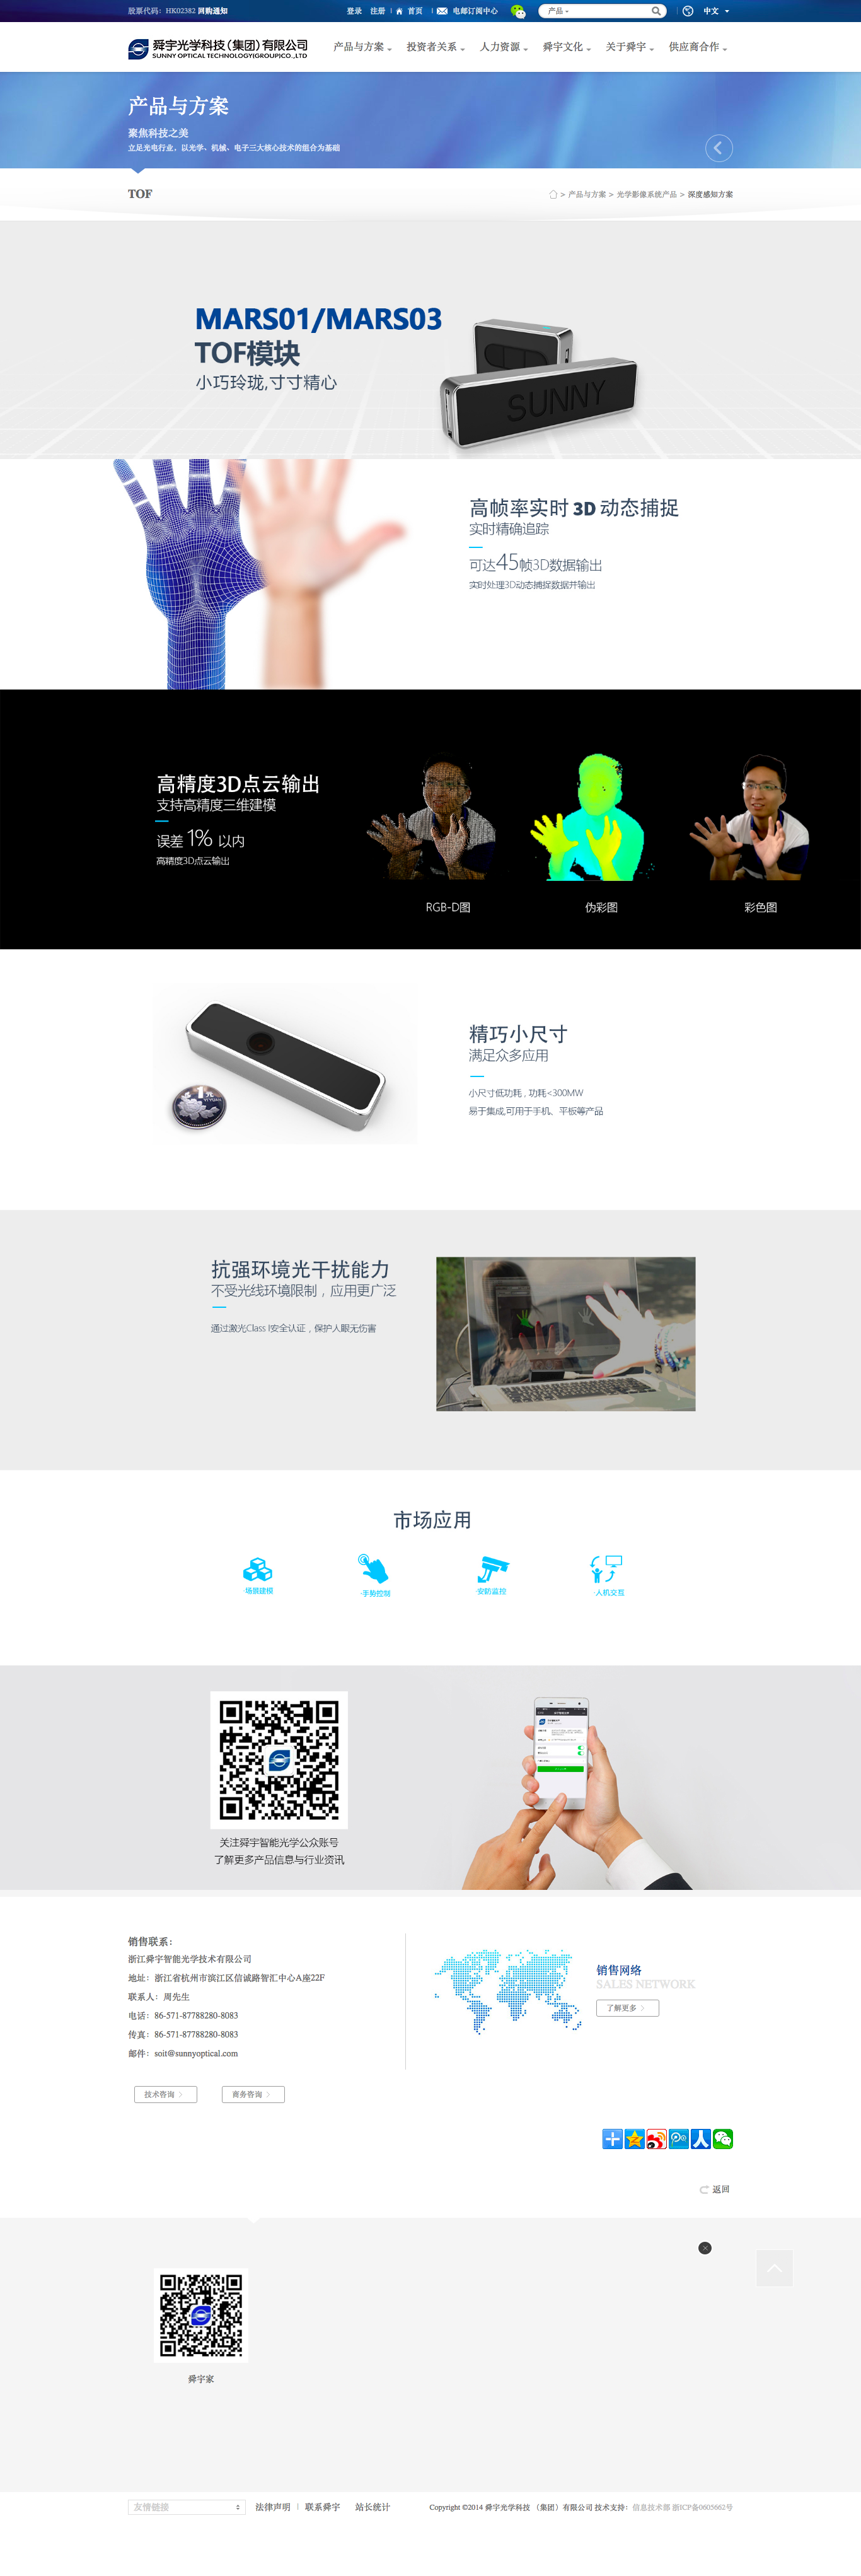 股票代码：HK02382 网购通知
登录 注册 首页 电邮订阅中心 产品 中文
舜宇光学科技（集团）有限公司
SUNNY OPTICAL TECHNOLOGY(GROUP)CO.,LTD
产品与方案 投资者关系 人力资源 舜宇文化 关于舜宇 供应商合作
产品与方案
聚焦科技之美
立足光电行业，以光学、机械、电子三大核心技术的组合为基础
TOF
> 产品与方案 > 光学影像系统产品 > 深度感知方案
MARS01/MARS03
TOF模块
小巧玲珑,寸寸精心
SUNNY
高帧率实时 3D 动态捕捉
实时精确追踪
可达45帧3D数据输出
实时处理3D动态捕捉数据并输出
高精度3D点云输出
支持高精度三维建模
误差 1% 以内
高精度3D点云输出
RGB-D图
伪彩图
彩色图
精巧小尺寸
满足众多应用
小尺寸低功耗，功耗<300MW
易于集成,可用于手机、平板等产品
1元
YI YUAN
抗强环境光干扰能力
不受光线环境限制，应用更广泛
通过激光Class I安全认证，保护人眼无伤害
市场应用
·场景建模
·手势控制
·安防监控
·人机交互
关注舜宇智能光学公众账号
了解更多产品信息与行业资讯
销售联系：
浙江舜宇智能光学技术有限公司
地址：浙江省杭州市滨江区信诚路智汇中心A座22F
联系人：周先生
电话：86-571-87788280-8083
传真：86-571-87788280-8083
邮件：soit@sunnyoptical.com
技术咨询
商务咨询
销售网络
SALES NETWORK
了解更多
返回
舜宇家
友情链接
法律声明 联系舜宇 站长统计
Copyright ©2014 舜宇光学科技 （集团）有限公司 技术支持：信息技术部 浙ICP备0605662号